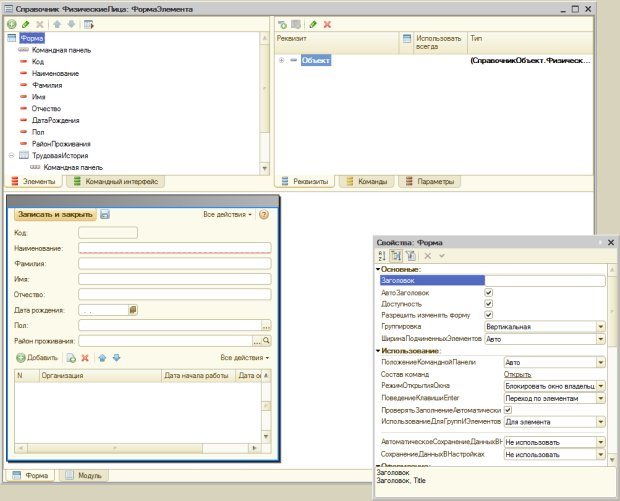 Справочник ФизическиеЛица: ФормаЭлемента
Форма
Командная панель
Код
Наименование
Фамилия
Имя
Отчество
ДатаРождения
Пол
РайонПроживания
ТрудоваяИстория
Командная панель
Элементы
Командный интерфейс
Реквизит
Использовать всегда
Тип
Объект
(СправочникОбъект.Физическ...
Реквизиты
Команды
Параметры
Записать и закрыть
Все действия
Код:
Наименование:
Фамилия:
Имя:
Отчество:
Дата рождения:
. .
Пол:
...
Район проживания:
...
Добавить
Все действия
N
Организация
Дата начала работы
Дата ок
Форма
Модуль
Свойства: Форма
Основные:
Заголовок
АвтоЗаголовок
Доступность
Разрешить изменять форму
Группировка
Вертикальная
ШиринаПодчиненныхЭлементов
Авто
Использование:
ПоложениеКоманднойПанели
Авто
Состав команд
Открыть
РежимОткрытияОкна
Блокировать окно владельц
ПоведениеКлавишиEnter
Переход по элементам
ПроверятьЗаполнениеАвтоматически
ИспользованиеДляГруппИЭлементов
Для элемента
АвтоматическоеСохранениеДанныхВН
Не использовать
СохранениеДанныхВНастройках
Не использовать
Оформление:
Заголовок
Заголовок, Title